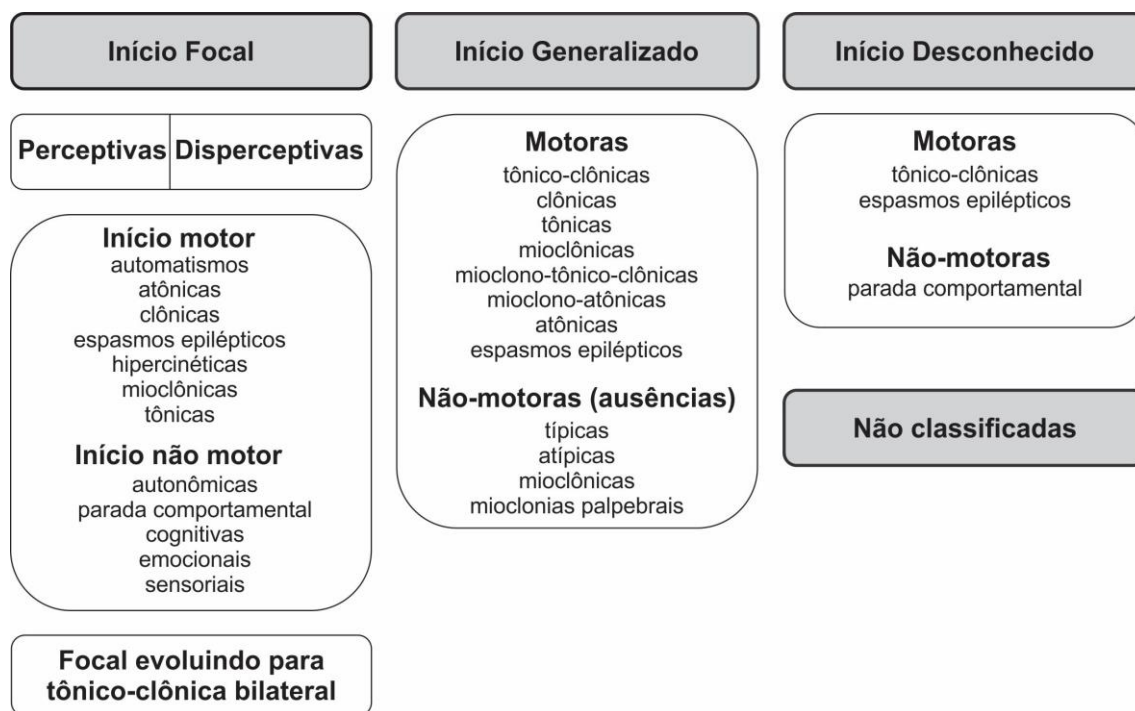 Início Focal
Perceptivas Disperceptivas
Início motor
automatismos
atônicas
clônicas
espasmos epilépticos
hipercinéticas
mioclônicas
tônicas
Início não motor
autonômicas
parada comportamental
cognitivas
emocionais
sensoriais
Focal evoluindo para
tônico-clônica bilateral
Início Generalizado
Motoras
tônico-clônicas
clônicas
tônicas
mioclônicas
mioclono-tônico-clônicas
mioclono-atônicas
atônicas
espasmos epilépticos
Não-motoras (ausências)
típicas
atípicas
mioclônicas
mioclonias palpebrais
Início Desconhecido
Motoras
tônico-clônicas
espasmos epilépticos
Não-motoras
parada comportamental
Não classificadas